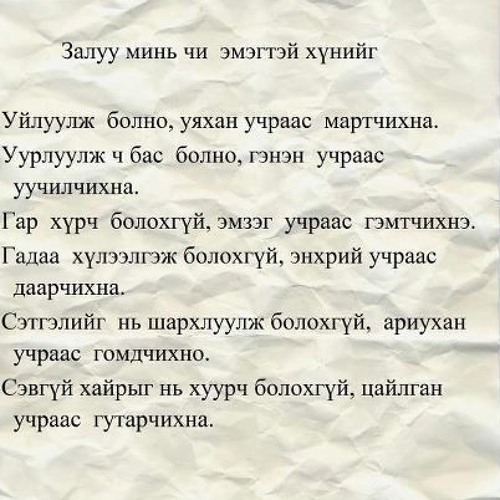 Залуу минь чи эмэгтэй хүнийг
Уйлуулж болно, уяхан учраас мартчихна.
Уурлуулж ч бас болно, гэнэн учраас
уучилчихна.
Гар хүрч болохгүй, эмзэг учраас гэмтчихнэ.
Гадаа хүлээлгэж болохгүй, энхрий учраас
даарчихна.
Сэтгэлийг нь шархлуулж болохгүй, ариухан
учраас гомдчихно.
Сэвгүй хайрыг нь хуурч болохгүй, цайлган
учраас гутарчихна.